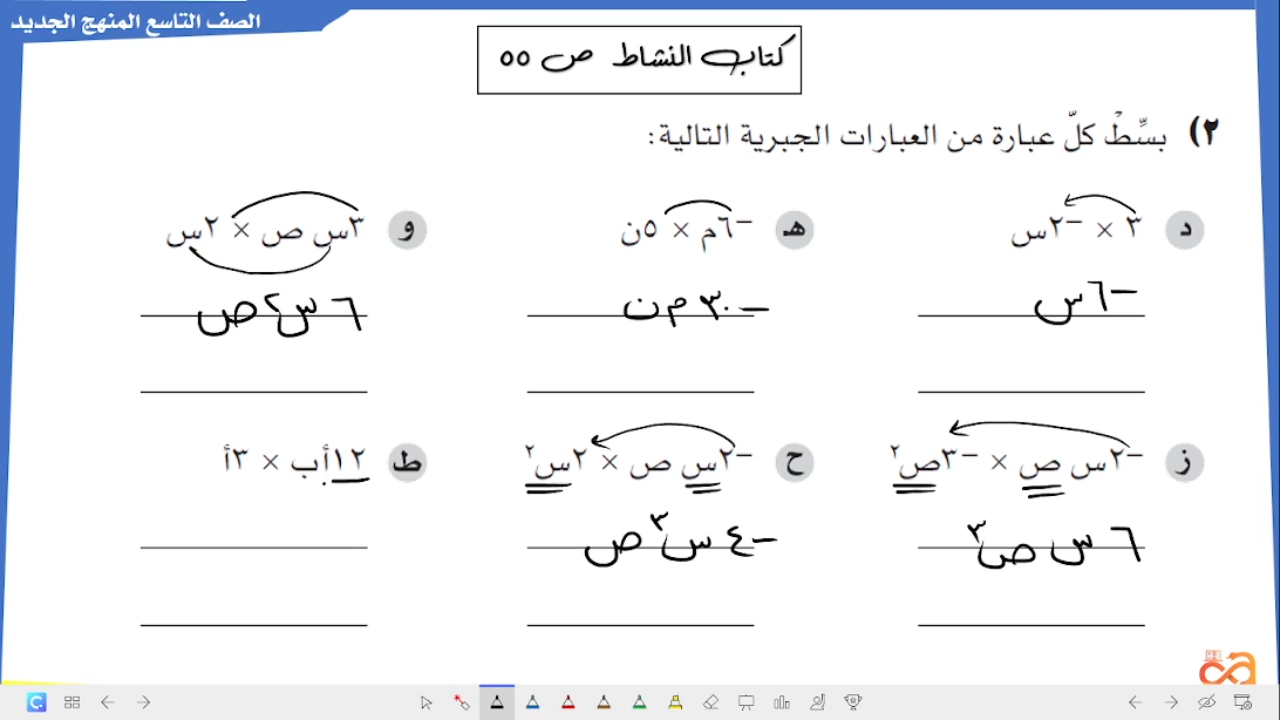 الصف التاسع المنهج الجديد
كتاب النشاط ص ٥٥
٢) بسِّطْ كلّ عبارة من العبارات الجبرية التالية:
د ٣ × −٢س
هـ −٦م × ٥ن
و ٣س ص × ٢س
−٦س
−٣٠ م ن
٦ س٢ ص
ز −٢س ص × −٣ص٢
ح −٢س ص × ٢س٢
ط ١٢أب × ٣أ
٦ س ص٣
−٤ س٣ ص